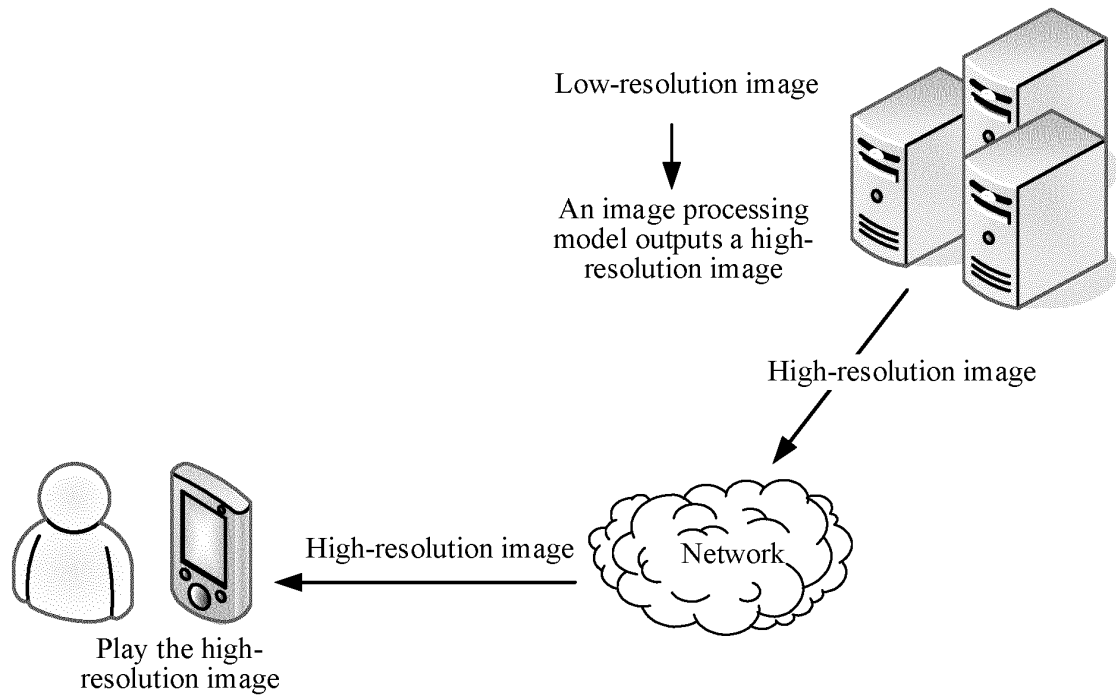 Low-resolution image
An image processing
model outputs a high-
resolution image
High-resolution image
Network
High-resolution image
Play the high-
resolution image